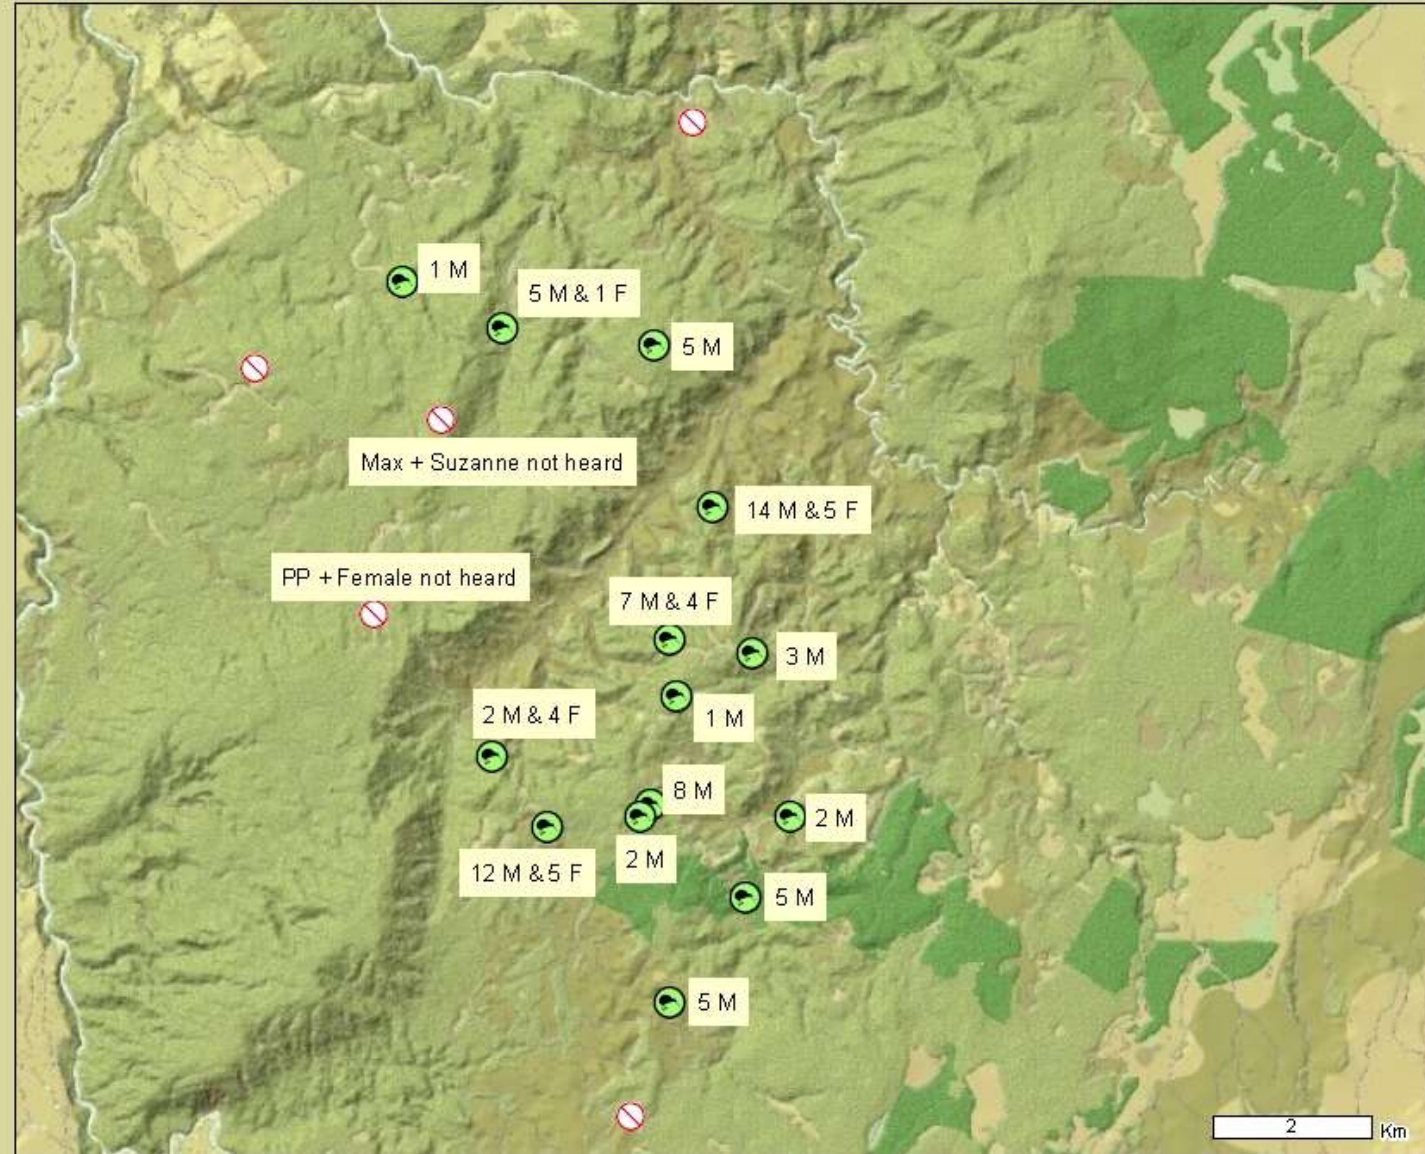 1 M
5 M & 1 F
5 M
Max + Suzanne not heard
14 M & 5 F
PP + Female not heard
7 M & 4 F
3 M
1 M
2 M & 4 F
8 M
2 M
2 M
12 M & 5 F
5 M
5 M
2
Km